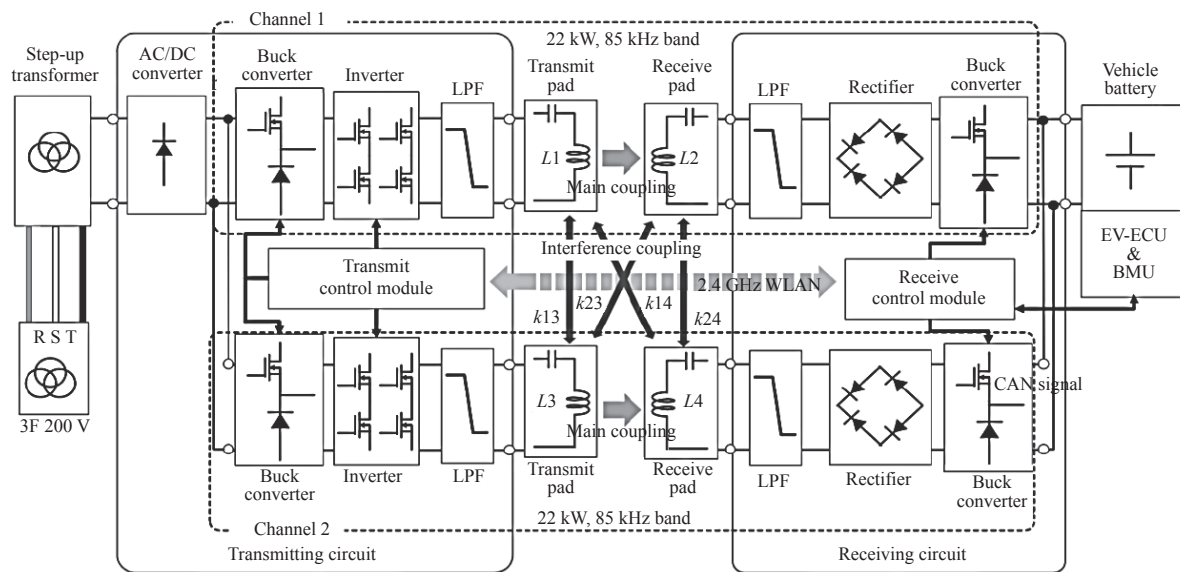 Channel 1
22 kW, 85 kHz band
Step-up
transformer
AC/DC
converter
Buck
converter
Inverter
LPF
Transmit
pad
Receive
pad
LPF
Rectifier
Buck
converter
Vehicle
battery
L1
L2
Main coupling
Interference coupling
Transmit
control module
2.4 GHz WLAN
Receive
control module
EV-ECU
&
BMU
k13
k23
k14
k24
R S T
3F 200 V
L3
L4
Main coupling
CAN signal
Buck
converter
Inverter
LPF
Transmit
pad
Receive
pad
LPF
Rectifier
Buck
converter
22 kW, 85 kHz band
Channel 2
Transmitting circuit
Receiving circuit